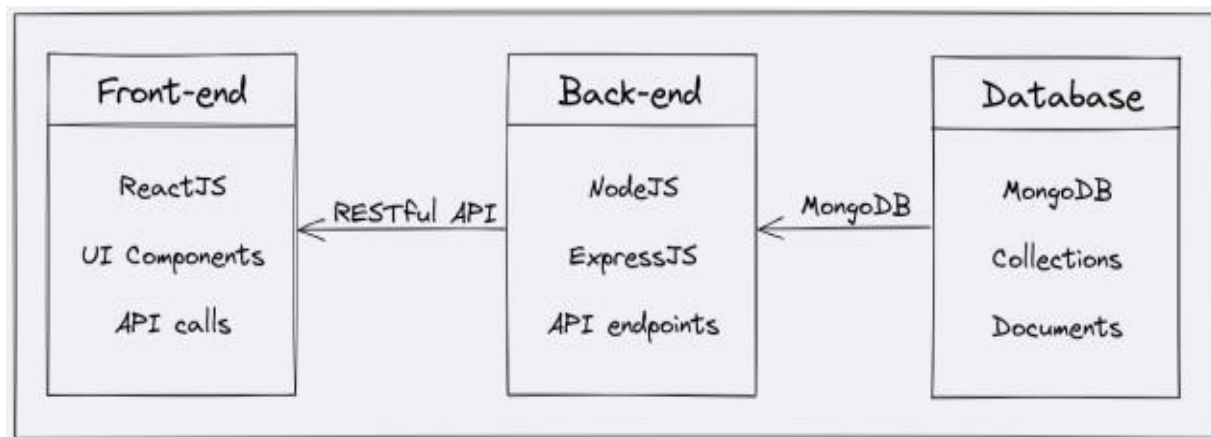 Front-end
ReactJS
UI Components
API calls
RESTful API
Back-end
NodeJS
ExpressJS
API endpoints
MongoDB
Database
MongoDB
Collections
Documents